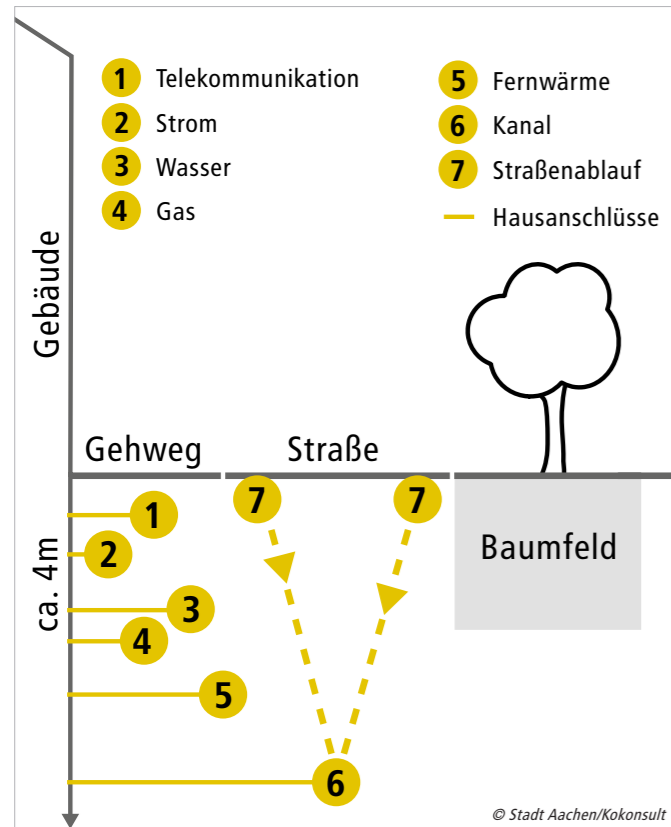 1 Telekommunikation
2 Strom
3 Wasser
4 Gas
5 Fernwärme
6 Kanal
7 Straßenablauf
Hausanschlüsse
Gebäude
Gehweg
Straße
ca. 4m
1
2
3
4
5
6
7
7
Baumfeld
© Stadt Aachen/Kokonsult